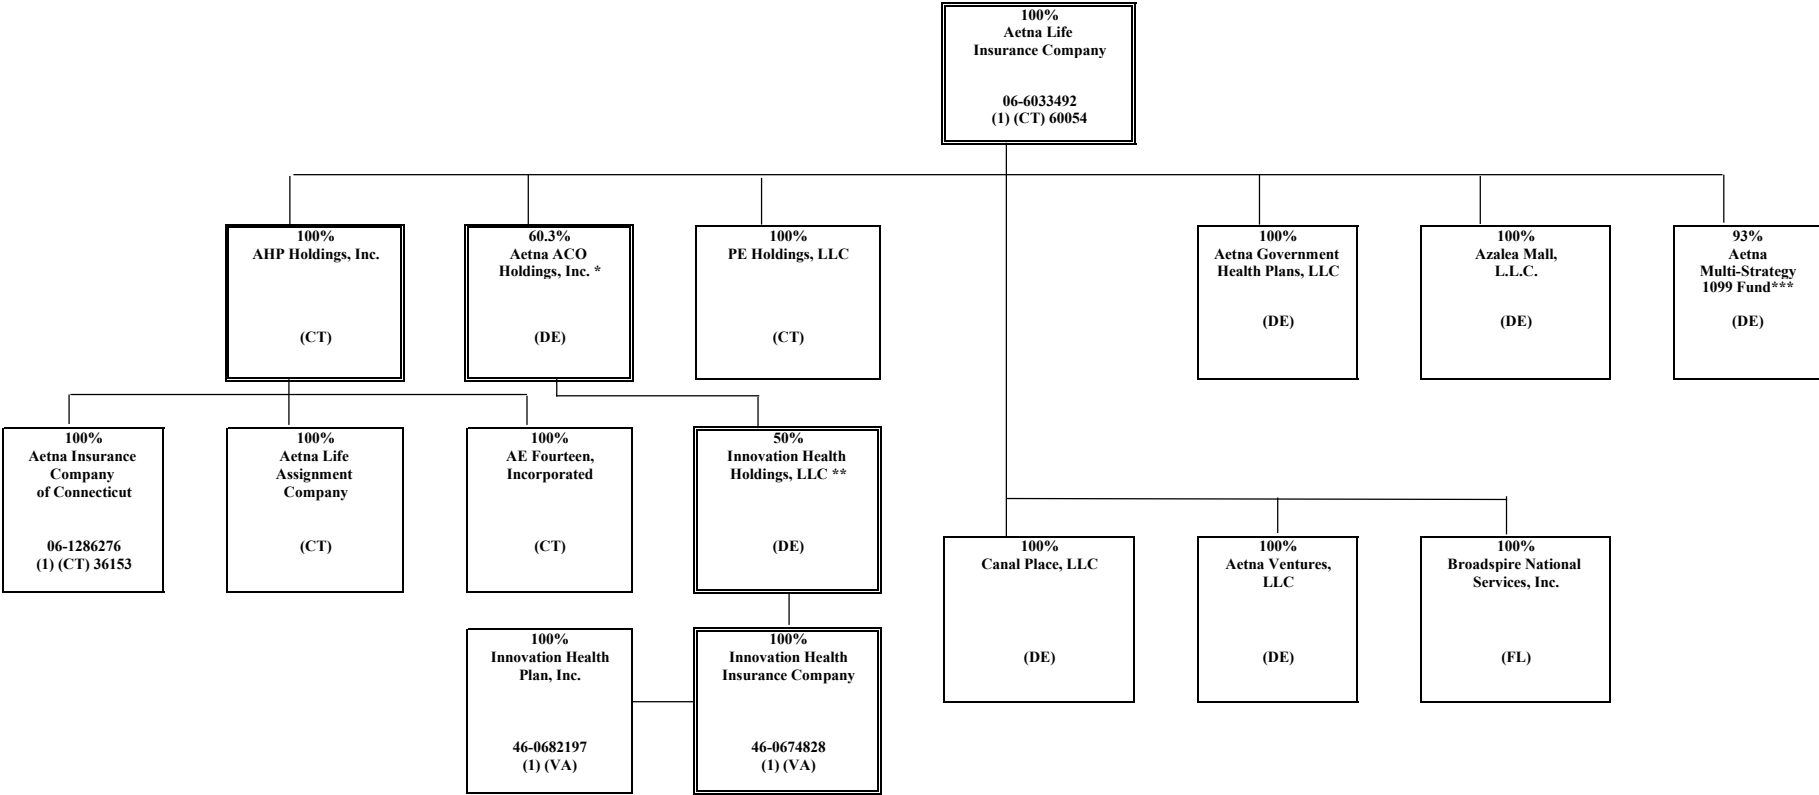 100%
Aetna Life
Insurance Company
06-6033492
(1) (CT) 60054
100%
AHP Holdings, Inc.
(CT)
60.3%
Aetna ACO
Holdings, Inc. *
(DE)
100%
PE Holdings, LLC
(CT)
100%
Aetna Government
Health Plans, LLC
(DE)
100%
Azalea Mall,
L.L.C.
(DE)
93%
Aetna
Multi-Strategy
1099 Fund***
(DE)
100%
Aetna Insurance
Company
of Connecticut
06-1286276
(1) (CT) 36153
100%
Aetna Life
Assignment
Company
(CT)
100%
AE Fourteen,
Incorporated
(CT)
50%
Innovation Health
Holdings, LLC **
(DE)
100%
Canal Place, LLC
(DE)
100%
Aetna Ventures,
LLC
(DE)
100%
Broadspire National
Services, Inc.
(FL)
100%
Innovation Health
Plan, Inc.
46-0682197
(1) (VA)
100%
Innovation Health
Insurance Company
46-0674828
(1) (VA)